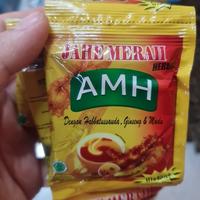 JAHE MERAH
HERBAL
AMH
Dengan Habbatussauda, Ginseng & Madu